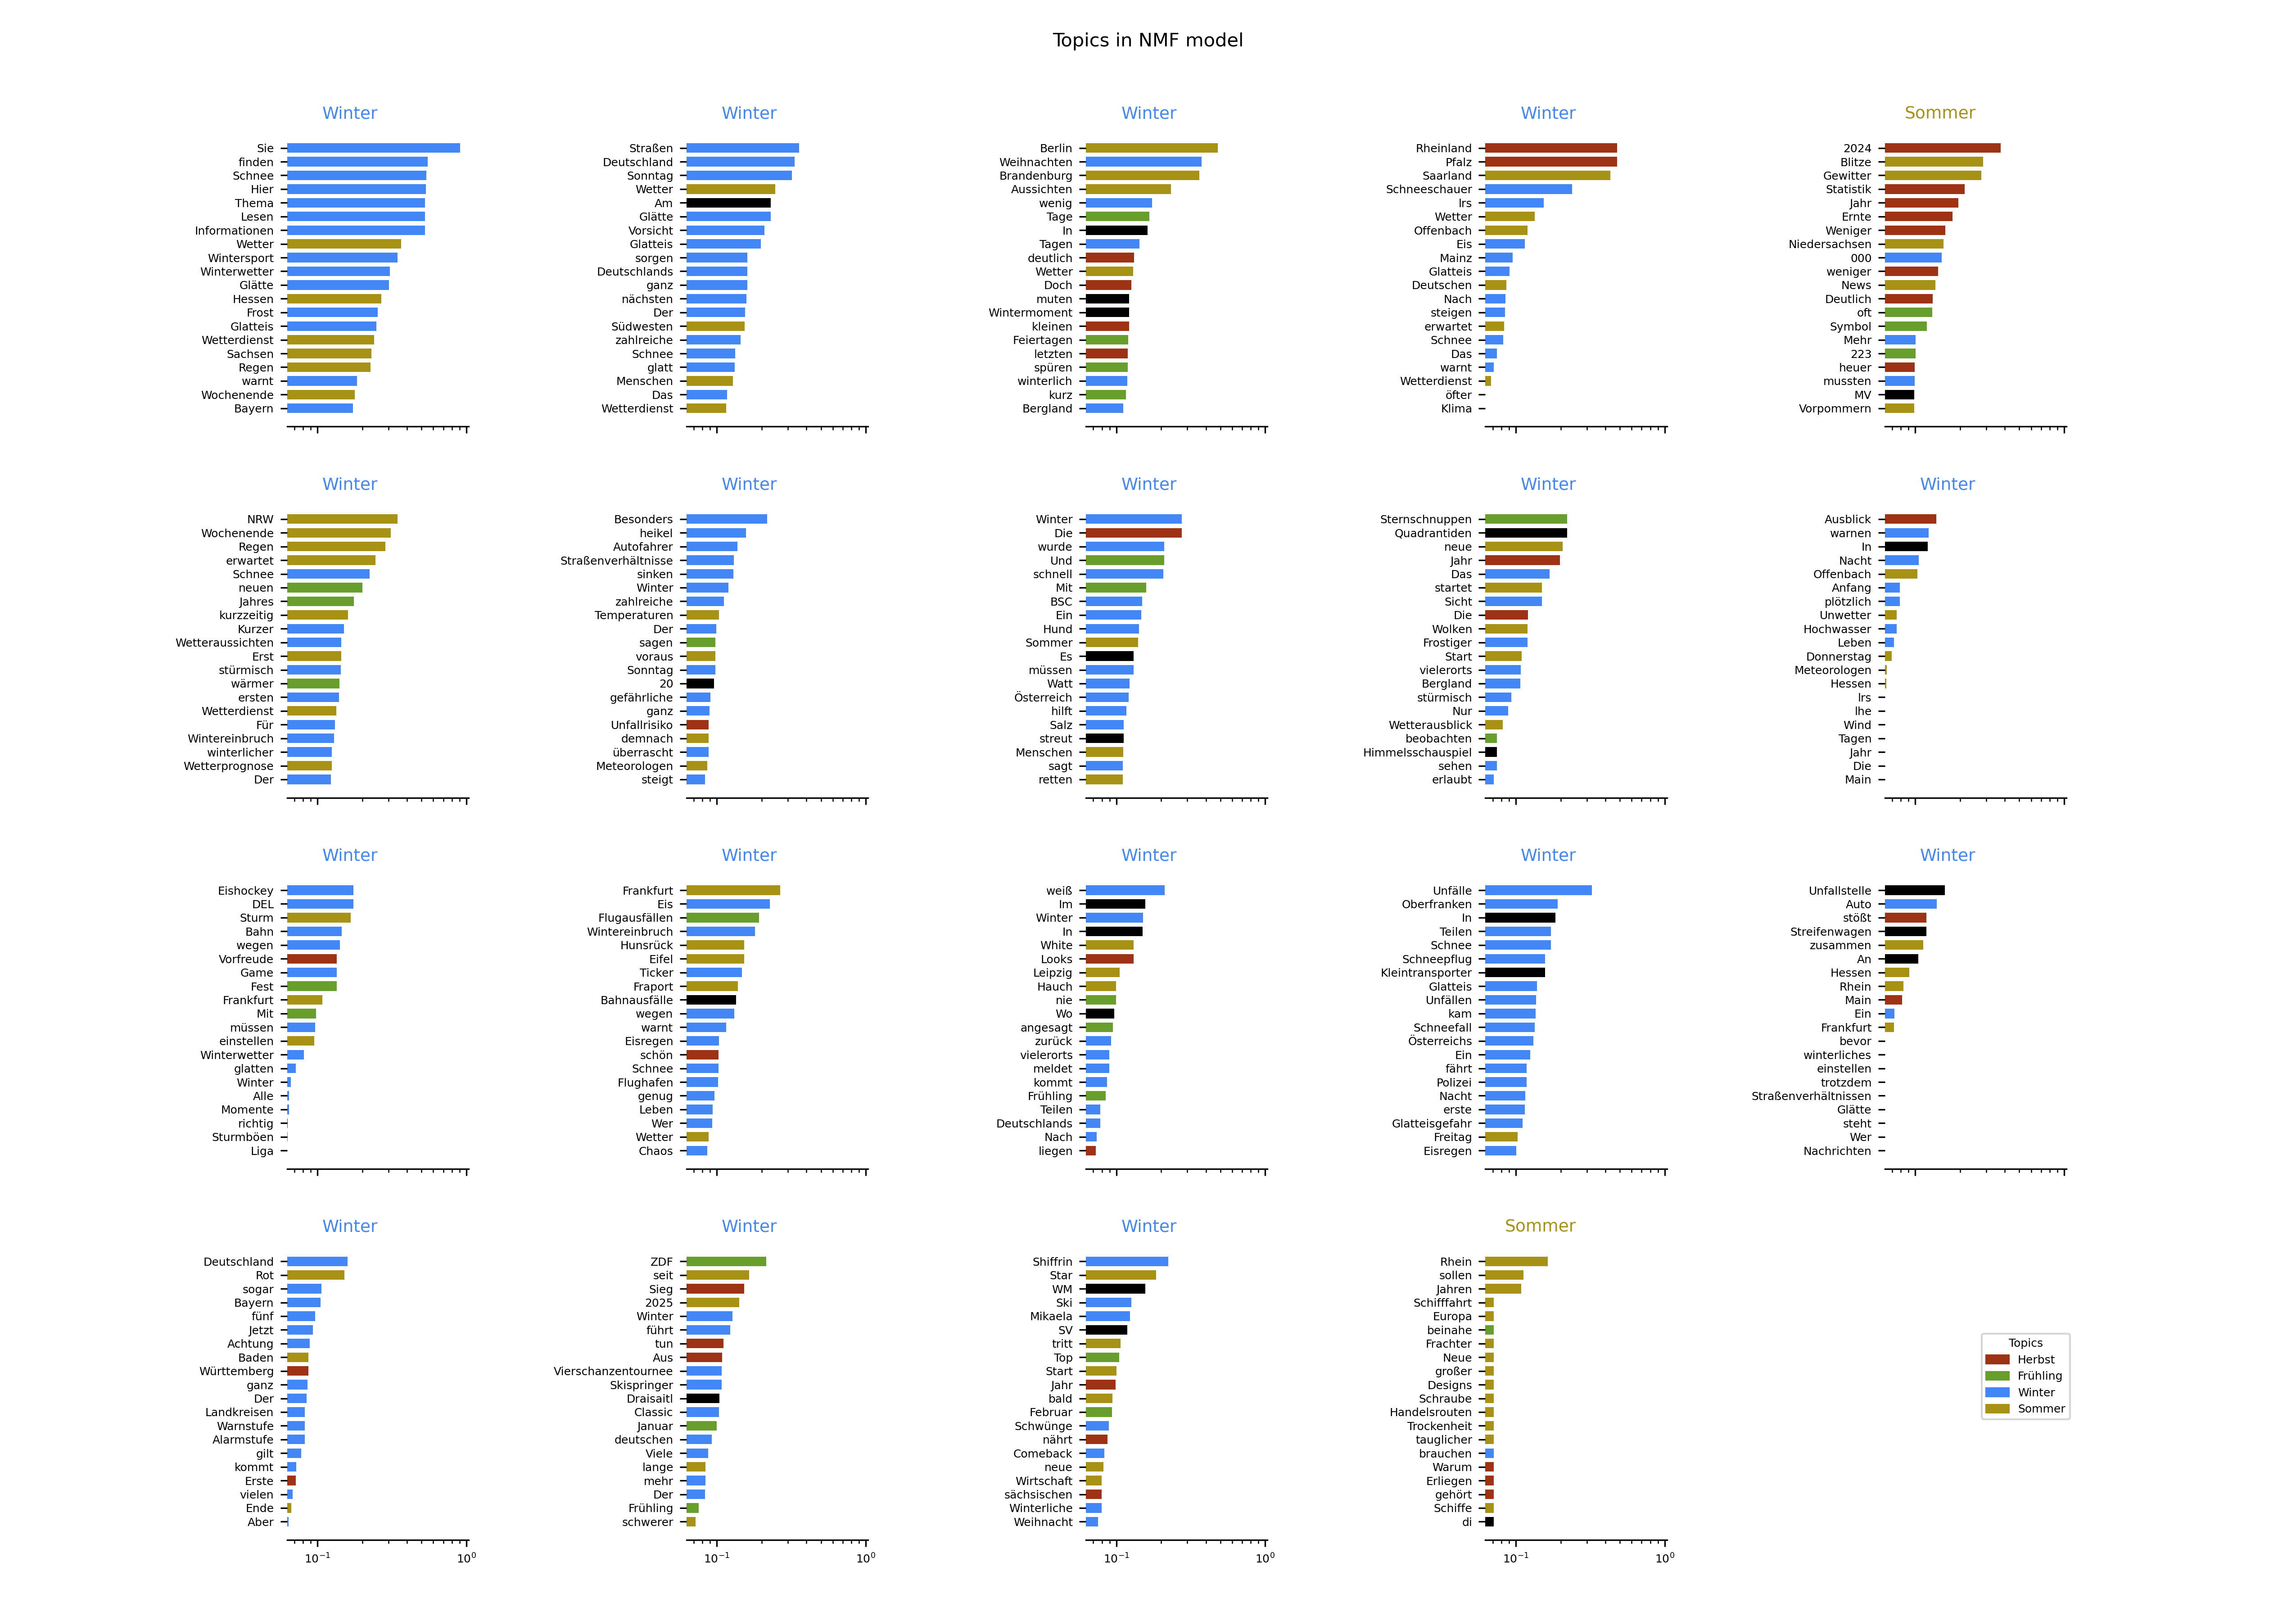 Topics in NMF model
Winter
Sie
finden
Schnee
Hier
Thema
Lesen
Informationen
Wetter
Wintersport
Winterwetter
Glätte
Hessen
Frost
Glatteis
Wetterdienst
Sachsen
Regen
warnt
Wochenende
Bayern
Winter
Straßen
Deutschland
Sonntag
Wetter
Am
Glätte
Vorsicht
Glatteis
sorgen
Deutschlands
ganz
nächsten
Der
Südwesten
zahlreiche
Schnee
glatt
Menschen
Das
Wetterdienst
Winter
Berlin
Weihnachten
Brandenburg
Aussichten
wenig
Tage
In
Tagen
deutlich
Wetter
Doch
muten
Wintermoment
kleinen
Feiertagen
letzten
spüren
winterlich
kurz
Bergland
Winter
Rheinland
Pfalz
Saarland
Schneeschauer
lrs
Wetter
Offenbach
Eis
Mainz
Glatteis
Deutschen
Nach
steigen
erwartet
Schnee
Das
warnt
Wetterdienst
öfter
Klima
Sommer
2024
Blitze
Gewitter
Statistik
Jahr
Ernte
Weniger
Niedersachsen
000
weniger
News
Deutlich
oft
Symbol
Mehr
223
heuer
mussten
MV
Vorpommern
Winter
NRW
Wochenende
Regen
erwartet
Schnee
neuen
Jahres
kurzzeitig
Kurzer
Wetteraussichten
Erst
stürmisch
wärmer
ersten
Wetterdienst
Für
Wintereinbruch
winterlicher
Wetterprognose
Der
Winter
Besonders
heikel
Autofahrer
Straßenverhältnisse
sinken
Winter
zahlreiche
Temperaturen
Der
sagen
voraus
Sonntag
20
gefährliche
ganz
Unfallrisiko
demnach
überrascht
Meteorologen
steigt
Winter
Winter
Die
wurde
Und
schnell
Mit
BSC
Ein
Hund
Sommer
Es
müssen
Watt
Österreich
hilft
Salz
streut
Menschen
sagt
retten
Winter
Sternschnuppen
Quadrantiden
neue
Jahr
Das
startet
Sicht
Die
Wolken
Frostiger
Start
vielerorts
Bergland
stürmisch
Nur
Wetterausblick
beobachten
Himmelsschauspiel
sehen
erlaubt
Winter
Ausblick
warnen
In
Nacht
Offenbach
Anfang
plötzlich
Unwetter
Hochwasser
Leben
Donnerstag
Meteorologen
Hessen
lrs
lhe
Wind
Tagen
Jahr
Die
Main
Winter
Eishockey
DEL
Sturm
Bahn
wegen
Vorfreude
Game
Fest
Frankfurt
Mit
müssen
einstellen
Winterwetter
glatten
Winter
Alle
Momente
richtig
Sturmböen
Liga
Winter
Frankfurt
Eis
Flugausfällen
Wintereinbruch
Hunsrück
Eifel
Ticker
Fraport
Bahnausfälle
wegen
warnt
Eisregen
schön
Schnee
Flughafen
genug
Leben
Wer
Wetter
Chaos
Winter
weiß
Im
Winter
In
White
Looks
Leipzig
Hauch
nie
Wo
angesagt
zurück
vielerorts
meldet
kommt
Frühling
Teilen
Deutschlands
Nach
liegen
Winter
Unfälle
Oberfranken
In
Teilen
Schnee
Schneepflug
Kleintransporter
Glatteis
Unfällen
kam
Schneefall
Österreichs
Ein
fährt
Polizei
Nacht
erste
Glatteisgefahr
Freitag
Eisregen
Winter
Unfallstelle
Auto
stößt
Streifenwagen
zusammen
An
Hessen
Rhein
Main
Ein
Frankfurt
bevor
winterliches
einstellen
trotzdem
Straßenverhältnissen
Glätte
steht
Wer
Nachrichten
Winter
Deutschland
Rot
sogar
Bayern
fünf
Jetzt
Achtung
Baden
Württemberg
ganz
Der
Landkreisen
Warnstufe
Alarmstufe
gilt
kommt
Erste
vielen
Ende
Aber
10⁻¹ 10⁰
Winter
ZDF
seit
Sieg
2025
Winter
führt
tun
Aus
Vierschanzentournee
Skispringer
Draisaitl
Classic
Januar
deutschen
Viele
lange
mehr
Der
Frühling
schwerer
10⁻¹ 10⁰
Winter
Shiffrin
Star
WM
Ski
Mikaela
SV
tritt
Top
Start
Jahr
bald
Februar
Schwünge
nährt
Comeback
neue
Wirtschaft
sächsischen
Winterliche
Weihnacht
10⁻¹ 10⁰
Sommer
Rhein
sollen
Jahren
Schifffahrt
Europa
beinahe
Frachter
Neue
großer
Designs
Schraube
Handelsrouten
Trockenheit
tauglicher
brauchen
Warum
Erliegen
gehört
Schiffe
di
10⁻¹ 10⁰
Topics
Herbst
Frühling
Winter
Sommer